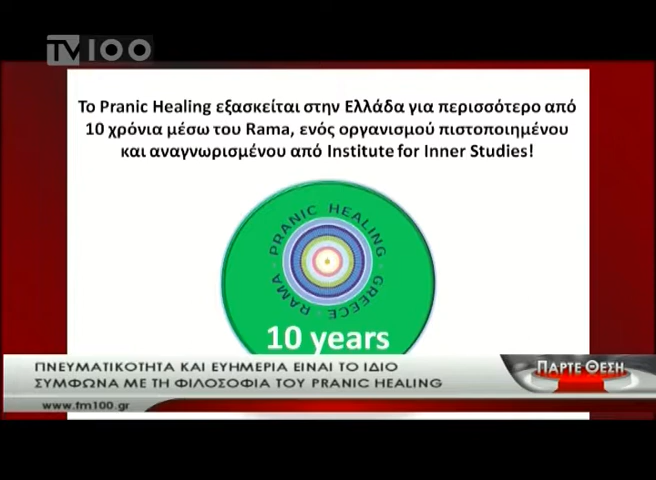 TV100
Το Pranic Healing εξασκείται στην Ελλάδα για περισσότερο από
10 χρόνια μέσω του Rama, ενός οργανισμού πιστοποιημένου
και αναγνωρισμένου από Institute for Inner Studies!
PRANIC HEALING
RAMA GREECE
10 years
ΠΝΕΥΜΑΤΙΚΟΤΗΤΑ ΚΑΙ ΕΥΗΜΕΡΙΑ ΕΙΝΑΙ ΤΟ ΙΔΙΟ
ΣΥΜΦΩΝΑ ΜΕ ΤΗ ΦΙΛΟΣΟΦΙΑ ΤΟΥ PRANIC HEALING
ΠΑΡΤΕ ΘΕΣΗ
www.fm100.gr